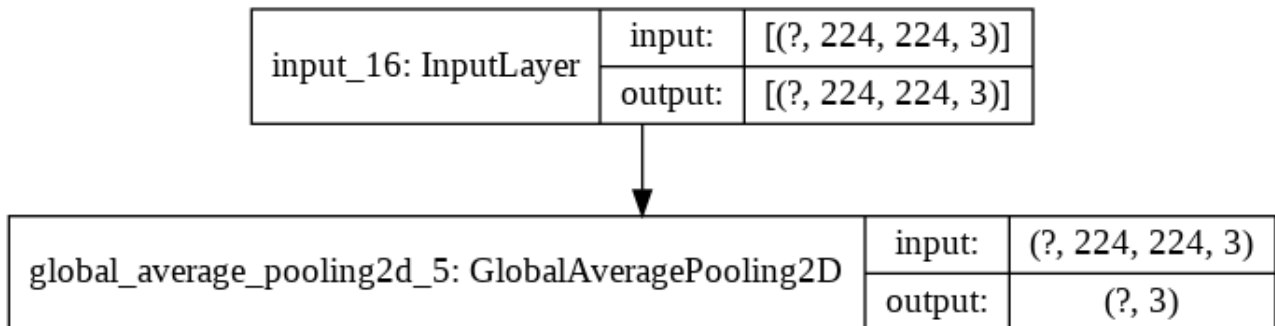 input_16: InputLayer
input:
[(?, 224, 224, 3)]
output:
[(?, 224, 224, 3)]
global_average_pooling2d_5: GlobalAveragePooling2D
input:
(?, 224, 224, 3)
output:
(?, 3)